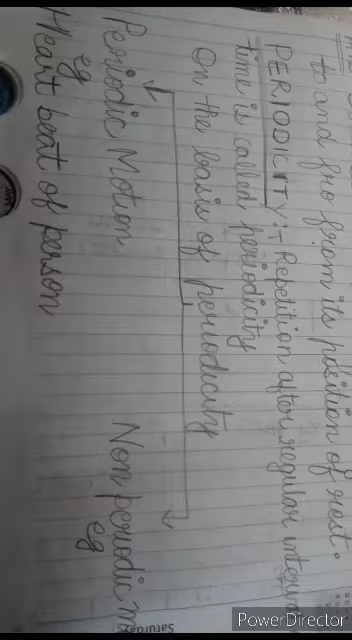 to and fro from its position of rest.
PERIODICITY :- Repetition after regular
time is called periodicity
On the basis of periodicity
Periodic Motion Non periodic
eg eg
Heart beat of person
Saturday
PowerDirector